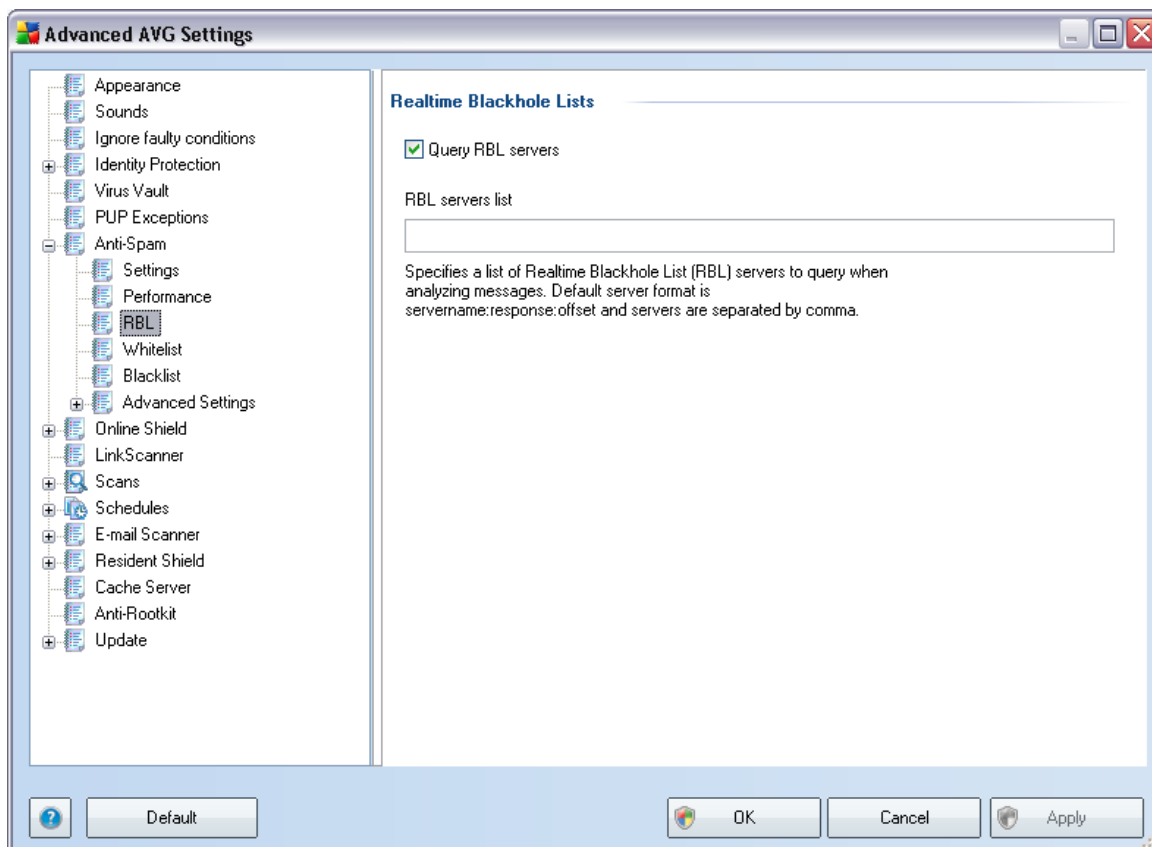 Advanced AVG Settings
Appearance
Sounds
Ignore faulty conditions
Identity Protection
Virus Vault
PUP Exceptions
Anti-Spam
Settings
Performance
RBL
Whitelist
Blacklist
Advanced Settings
Online Shield
LinkScanner
Scans
Schedules
E-mail Scanner
Resident Shield
Cache Server
Anti-Rootkit
Update
Realtime Blackhole Lists
Query RBL servers
RBL servers list
Specifies a list of Realtime Blackhole List (RBL) servers to query when
analyzing messages. Default server format is
servername:response:offset and servers are separated by comma.
?
Default
OK
Cancel
Apply